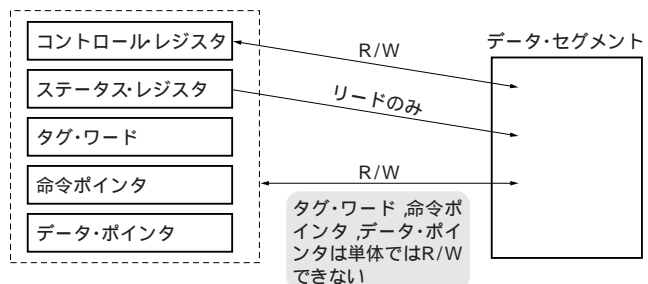 コントロール・レジスタ
R/W
データ・セグメント
ステータス・レジスタ
リードのみ
タグ・ワード
R/W
命令ポインタ
タグ・ワード,命令ポ
インタ,データ・ポイ
ンタは単体ではR/W
できない
データ・ポインタ